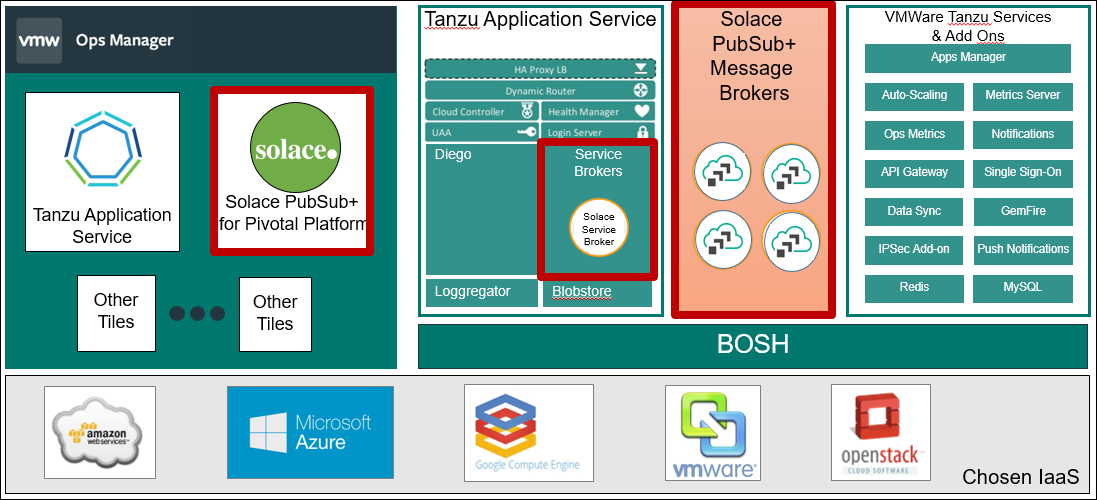 vmw
Ops Manager
solace.
Tanzu Application
Service
Solace PubSub+
for Pivotal Platform
Other
Tiles
Other
Tiles
Tanzu Application Service
HA Proxy LB
Dynamic Router
Cloud Controller
Health Manager
UAA
Login Server
Diego
Service
Brokers
Solace
Service
Broker
Loggregator
Blobstore
Solace
PubSub+
Message
Brokers
VMWare Tanzu Services
& Add Ons
Apps Manager
Auto-Scaling
Metrics Server
Ops Metrics
Notifications
API Gateway
Single Sign-On
Data Sync
GemFire
IPSec Add-on
Push Notifications
Redis
MySQL
BOSH
amazon
webservices™
Microsoft
Azure
Google Compute Engine
vmware®
openstack
CLOUD SOFTWARE
Chosen IaaS